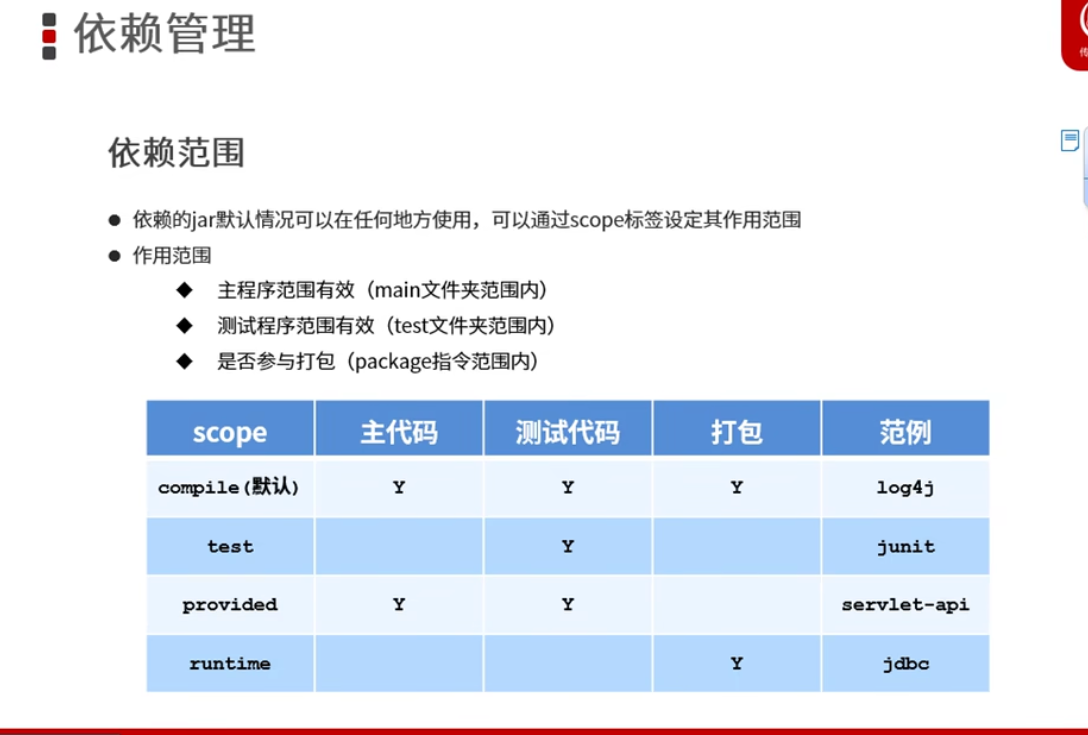 依赖管理
依赖范围
依赖的jar默认情况可以在任何地方使用，可以通过scope标签设定其作用范围
作用范围
主程序范围有效（main文件夹范围内）
测试程序范围有效（test文件夹范围内）
是否参与打包（package指令范围内）
scope 主代码 测试代码 打包 范例
compile(默认) Y Y Y log4j
test Y junit
provided Y Y servlet-api
runtime Y jdbc